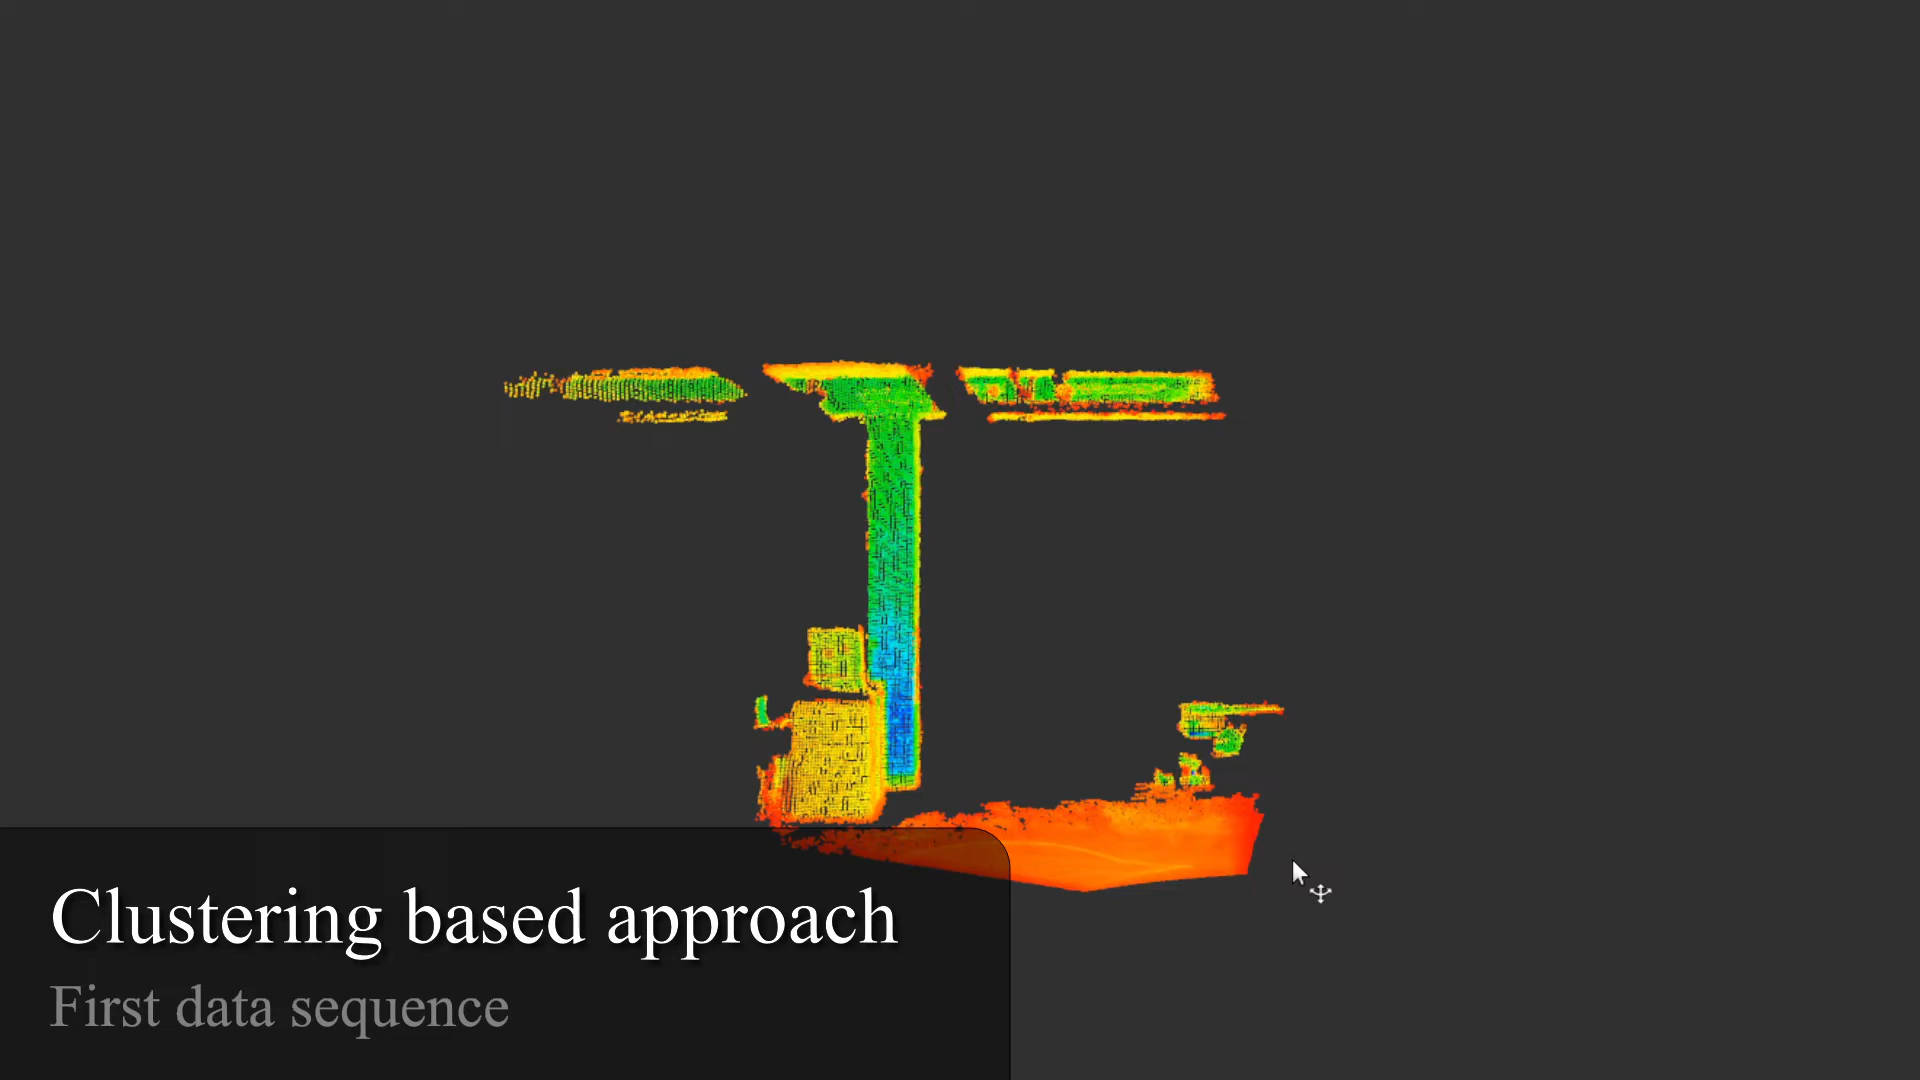 Clustering based approach
First data sequence